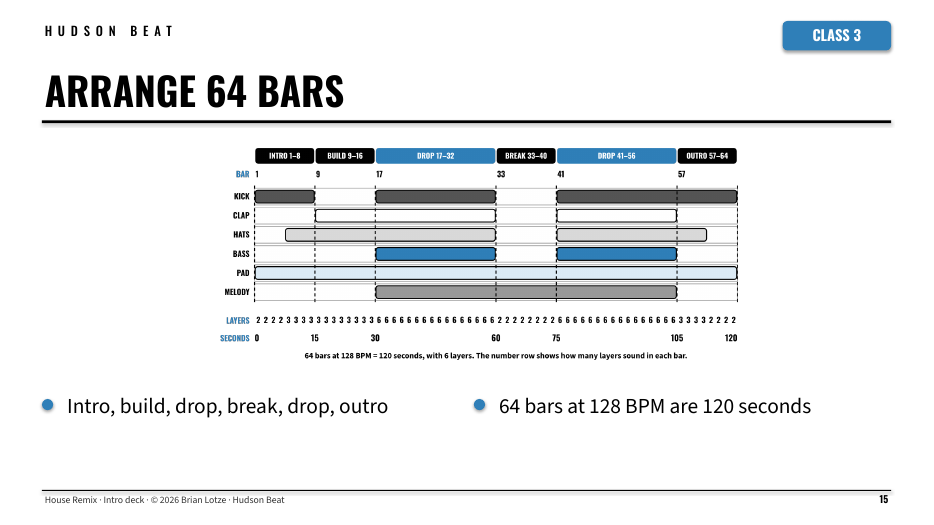 HUDSON BEAT
CLASS 3
ARRANGE 64 BARS
INTRO 1–8 BUILD 9–16 DROP 17–32 BREAK 33–40 DROP 41–56 OUTRO 57–64
BAR 1 9 17 33 41 57
KICK
CLAP
HATS
BASS
PAD
MELODY
LAYERS 2 2 2 2 3 3 3 3 3 3 3 3 3 3 3 3 6 6 6 6 6 6 6 6 6 6 6 6 6 6 6 6 2 2 2 2 2 2 2 2 6 6 6 6 6 6 6 6 6 6 6 6 6 6 6 6 3 3 3 3 2 2 2 2
SECONDS 0 15 30 60 75 105 120
64 bars at 128 BPM = 120 seconds, with 6 layers. The number row shows how many layers sound in each bar.
Intro, build, drop, break, drop, outro
64 bars at 128 BPM are 120 seconds
House Remix · Intro deck · © 2026 Brian Lotze · Hudson Beat
15